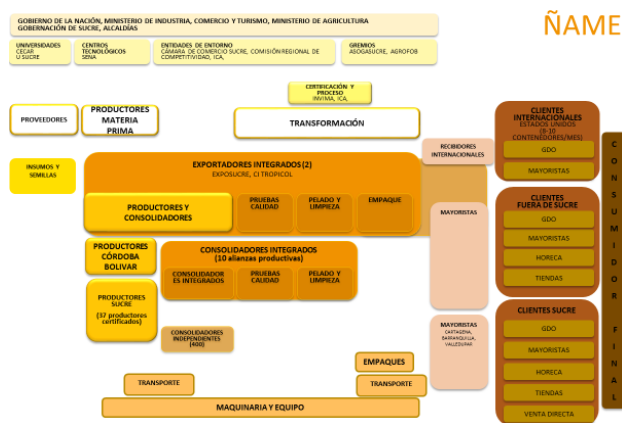 ÑAME
GOBIERNO DE LA NACIÓN, MINISTERIO DE INDUSTRIA, COMERCIO Y TURISMO, MINISTERIO DE AGRICULTURA
GOBERNACIÓN DE SUCRE, ALCALDÍAS
UNIVERSIDADES
CECAR
U SUCRE
CENTROS
TECNOLÓGICOS
SENA
ENTIDADES DE ENTORNO
CÁMARA DE COMERCIO SUCRE, COMISIÓN REGIONAL DE
COMPETITIVIDAD, ICA,
GREMIOS
ASOGASUCRE, AGROFOB
CERTIFICACIÓN Y
PROCESO
INVIMA, ICA,
PROVEEDORES
PRODUCTORES
MATERIA
PRIMA
TRANSFORMACIÓN
RECIBIDORES
INTERNACIONALES
CLIENTES
INTERNACIONALES
ESTADOS UNIDOS
(8-10
CONTENEDORES/MES)
GDO
MAYORISTAS
INSUMOS Y
SEMILLAS
EXPORTADORES INTEGRADOS (2)
EXPOSUCRE, CI TROPICOL
PRODUCTORES Y
CONSOLIDADORES
PRUEBAS
CALIDAD
PELADO Y
LIMPIEZA
EMPAQUE
MAYORISTAS
CLIENTES
FUERA DE SUCRE
GDO
MAYORISTAS
HORECA
TIENDAS
PRODUCTORES
CÓRDOBA
BOLIVAR
CONSOLIDADORES INTEGRADOS
(10 alianzas productivas)
CONSOLIDADOR
ES INTEGRADOS
PRUEBAS
CALIDAD
PELADO Y
LIMPIEZA
PRODUCTORES
SUCRE
(37 productores
certificados)
CONSOLIDADORES
INDEPENDIENTES
(400)
MAYORISTAS
CARTAGENA,
BARRANQUILLA,
VALLEDUPAR
CLIENTES SUCRE
GDO
MAYORISTAS
HORECA
TIENDAS
VENTA DIRECTA
EMPAQUES
TRANSPORTE
TRANSPORTE
MAQUINARIA Y EQUIPO
CONSUMIDOR FINAL